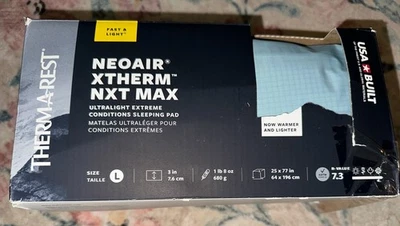 FAST &
LIGHT™
THERM-A-REST®
NEOAIR®
XTHERM™
NXT MAX
ULTRALIGHT EXTREME
CONDITIONS SLEEPING PAD
MATELAS ULTRALÉGER POUR
CONDITIONS EXTRÊMES
NOW WARMER
AND LIGHTER
USA BUILT
SIZE
TAILLE
L
3 in
7.6 cm
1 lb 8 oz
680 g
25 x 77 in
64 x 196 cm
R-VALUE
7.3